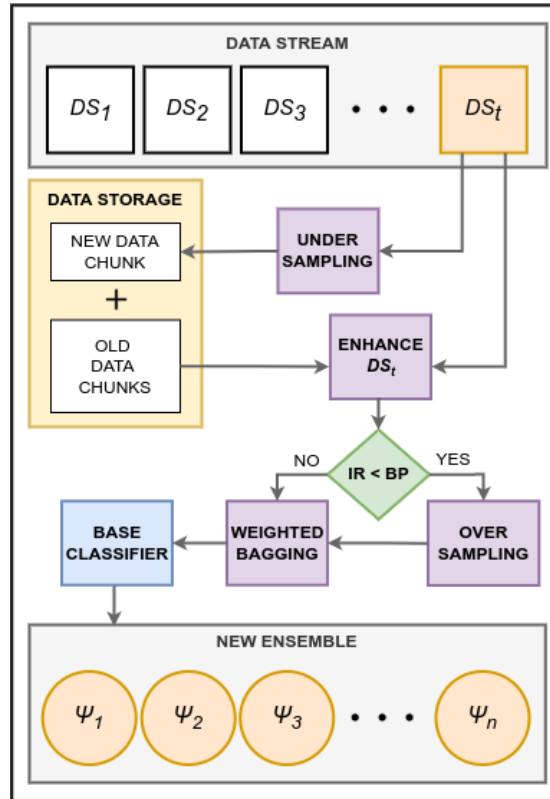 DATA STREAM
DS1 DS2 DS3 • • • DSt
DATA STORAGE
NEW DATA
CHUNK
+
OLD
DATA
CHUNKS
UNDER
SAMPLING
ENHANCE
DSt
IR < BP
NO
YES
BASE
CLASSIFIER
WEIGHTED
BAGGING
OVER
SAMPLING
NEW ENSEMBLE
Ψ1 Ψ2 Ψ3 • • • Ψn